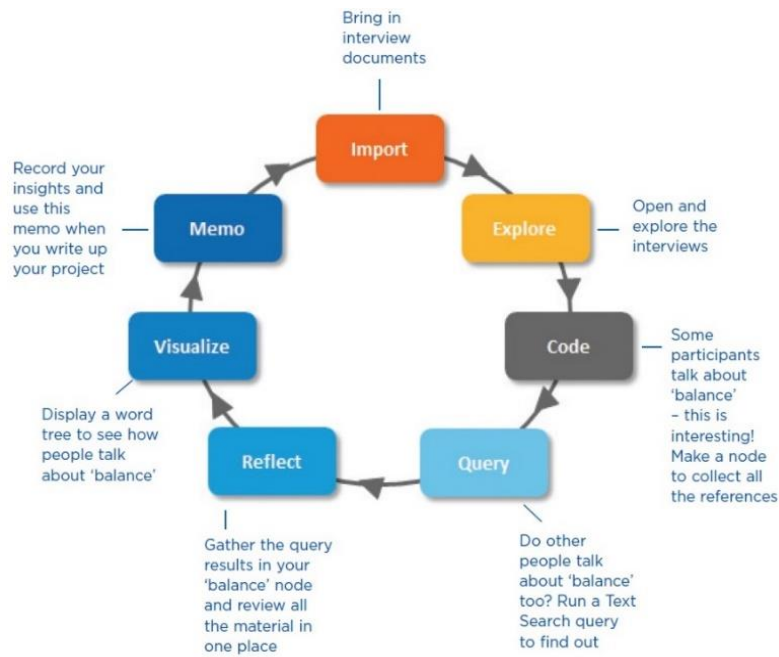 Bring in
interview
documents
Import
Explore
Open and
explore the
interviews
Code
Some
participants
talk about
‘balance’
– this is
interesting!
Make a node
to collect all
the references
Query
Do other
people talk
about ‘balance’
too? Run a Text
Search query
to find out
Reflect
Gather the query
results in your
‘balance’ node
and review all
the material in
one place
Visualize
Display a word
tree to see how
people talk
about ‘balance’
Memo
Record your
insights and
use this
memo when
you write up
your project